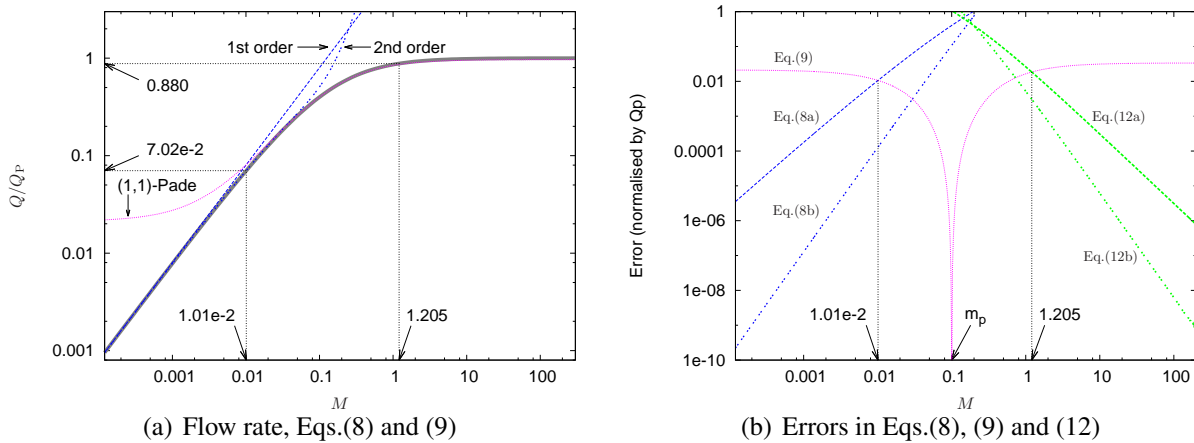 1st order
2nd order
0.880
7.02e-2
(1,1)-Pade
1.01e-2
1.205
Q/Q_P
1
0.1
0.01
0.001
0.001
0.01
0.1
1
10
100
M
(a) Flow rate, Eqs.(8) and (9)
Eq.(9)
Eq.(8a)
Eq.(12a)
Eq.(8b)
Eq.(12b)
1.01e-2
m_p
1.205
Error (normalised by Qp)
1
0.01
0.0001
1e-06
1e-08
1e-10
0.001
0.01
0.1
1
10
100
M
(b) Errors in Eqs.(8), (9) and (12)